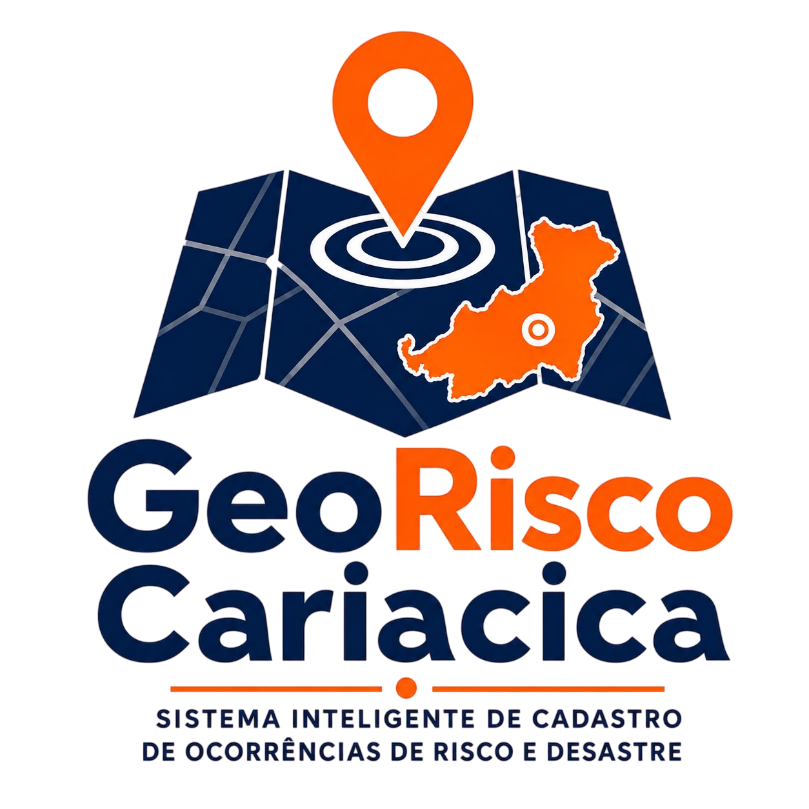 GeoRisco
Cariacica
SISTEMA INTELIGENTE DE CADASTRO
DE OCORRÊNCIAS DE RISCO E DESASTRE